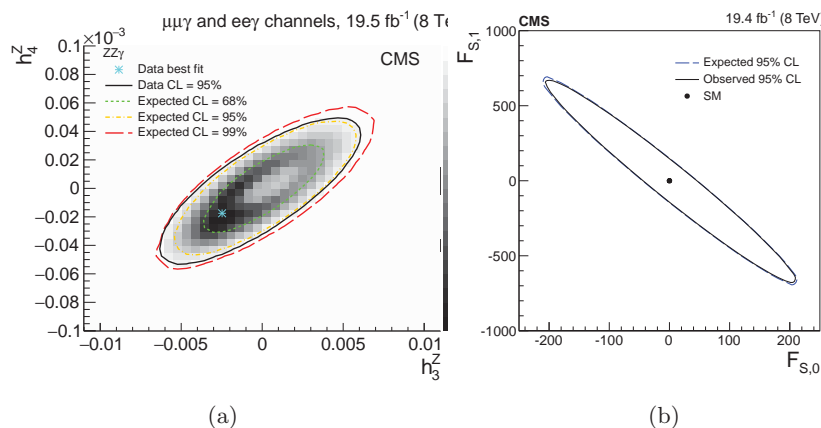 μμγ and eeγ channels, 19.5 fb⁻¹ (8 Te
×10⁻³
h₄ᶻ
ZZγ
CMS
Data best fit
Data CL = 95%
Expected CL = 68%
Expected CL = 95%
Expected CL = 99%
0.1
0.08
0.06
0.04
0.02
0
−0.02
−0.04
−0.06
−0.08
−0.1
−0.01
−0.005
0
0.005
0.01
h₃ᶻ
(a)
CMS
19.4 fb⁻¹ (8 TeV
F_{S,1}
Expected 95% CL
Observed 95% CL
SM
1000
500
0
-500
-1000
-200
-100
0
100
200
F_{S,0}
(b)